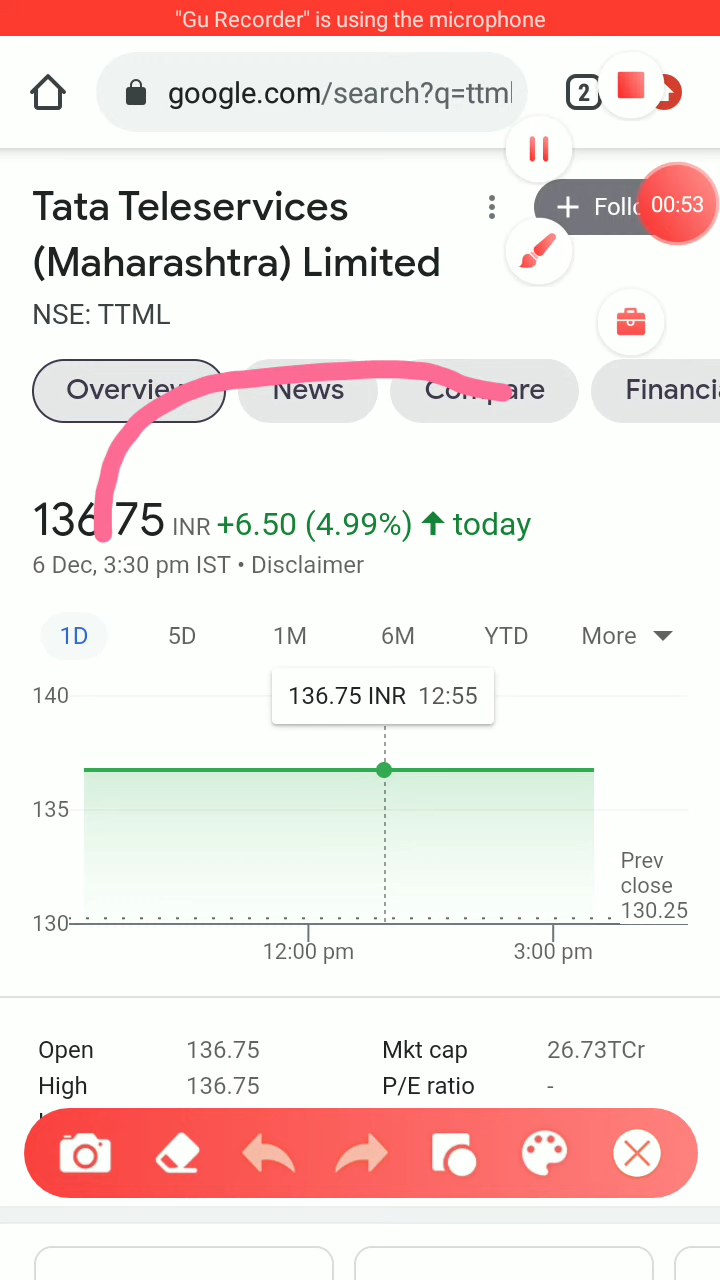 "Gu Recorder" is using the microphone
google.com/search?q=ttml
2
Tata Teleservices
(Maharashtra) Limited
00:53
NSE: TTML
Overview News Compare
136.75 INR +6.50 (4.99%) today
6 Dec, 3:30 pm IST • Disclaimer
1D 5D 1M 6M YTD More
136.75 INR 12:55
140
135
130
Prev
close
130.25
12:00 pm 3:00 pm
Open 136.75 Mkt cap 26.73TCr
High 136.75 P/E ratio -